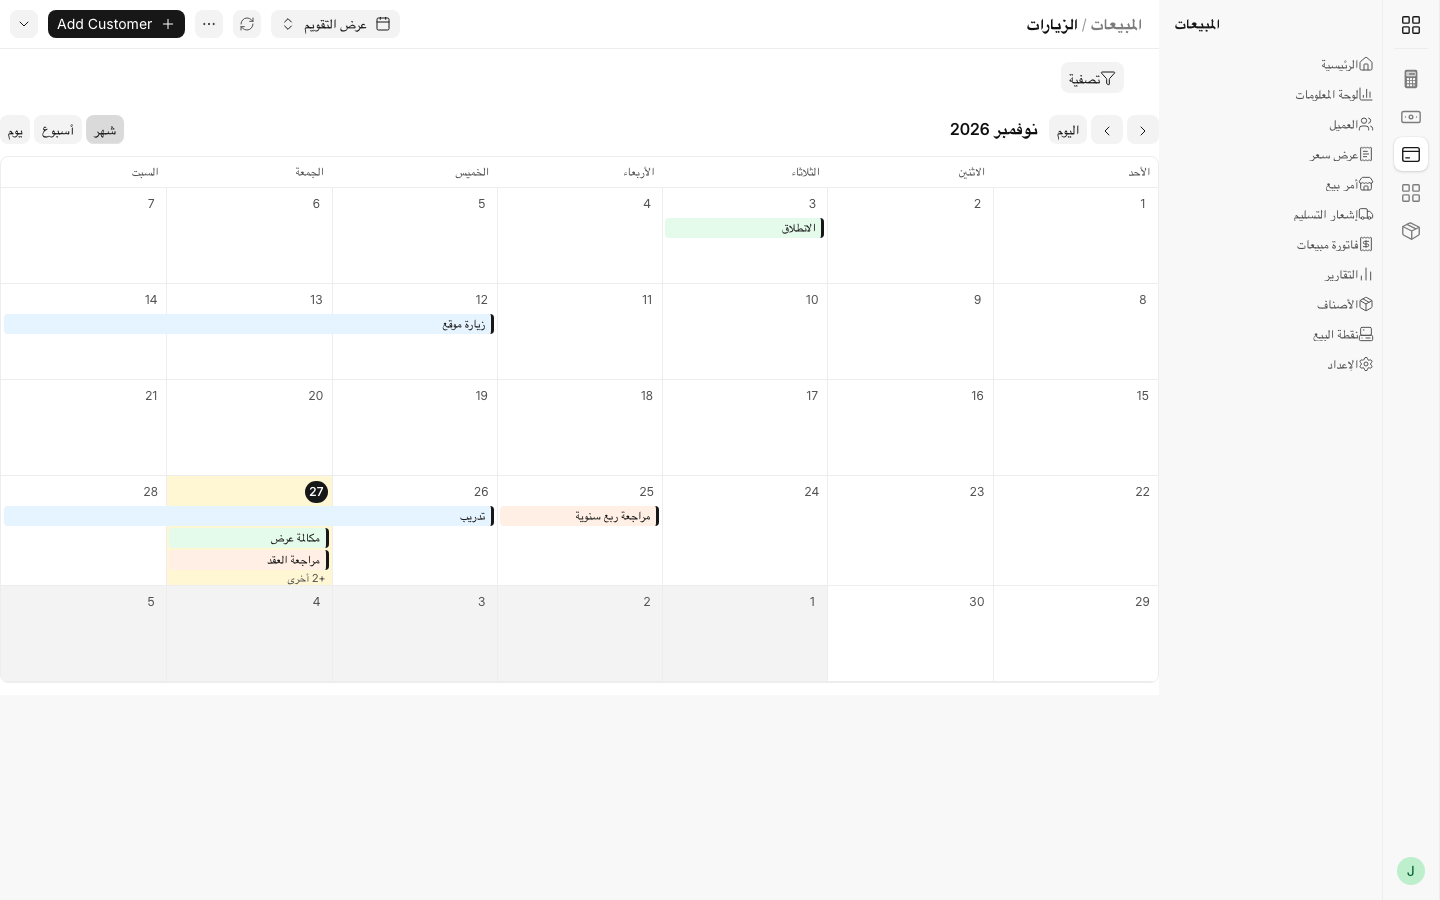 المبيعات
الرئيسية
لوحة المعلومات
العميل
عرض سعر
أمر بيع
إشعار التسليم
فاتورة مبيعات
التقارير
الأصناف
نقطة البيع
الإعداد
J
المبيعات / الزيارات
عرض التقويم
Add Customer
تصفية
اليوم
نوفمبر 2026
شهر
أسبوع
يوم
الأحد الاثنين الثلاثاء الأربعاء الخميس الجمعة السبت
1 2 3 4 5 6 7
الانطلاق
8 9 10 11 12 13 14
زيارة موقع
15 16 17 18 19 20 21
22 23 24 25 26 27 28
مراجعة ربع سنوية
تدريب
مكالمة عرض
مراجعة العقد
+2 أخرى
29 30 1 2 3 4 5